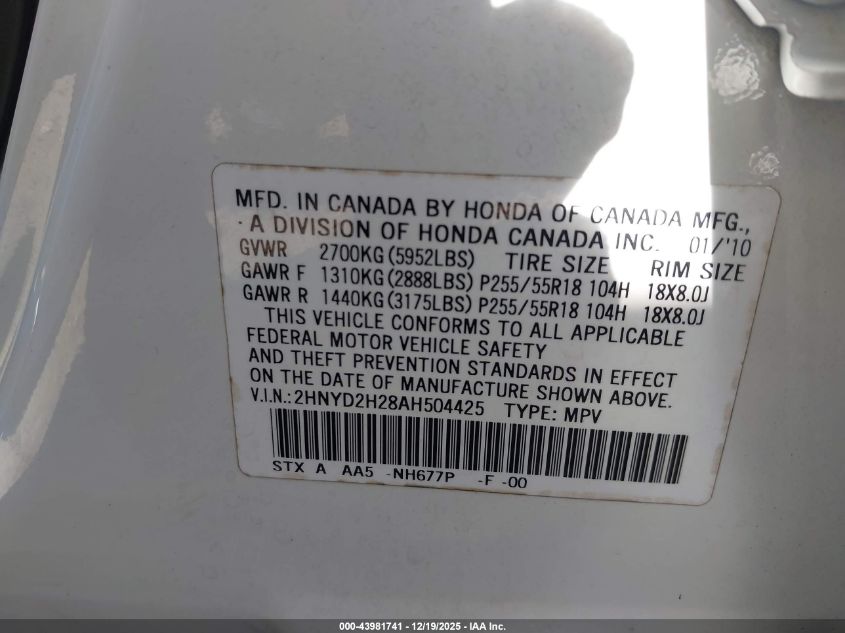 MFD. IN CANADA BY HONDA OF CANADA MFG.,
A DIVISION OF HONDA CANADA INC. 01/'10
GVWR 2700KG (5952LBS) TIRE SIZE RIM SIZE
GAWR F 1310KG (2888LBS) P255/55R18 104H 18X8.0J
GAWR R 1440KG (3175LBS) P255/55R18 104H 18X8.0J
THIS VEHICLE CONFORMS TO ALL APPLICABLE
FEDERAL MOTOR VEHICLE SAFETY
AND THEFT PREVENTION STANDARDS IN EFFECT
ON THE DATE OF MANUFACTURE SHOWN ABOVE.
V.I.N.: 2HNYD2H28AH504425 TYPE: MPV
STX A AA5 -NH677P -F -00
000-43981741 - 12/19/2025 - IAA Inc.